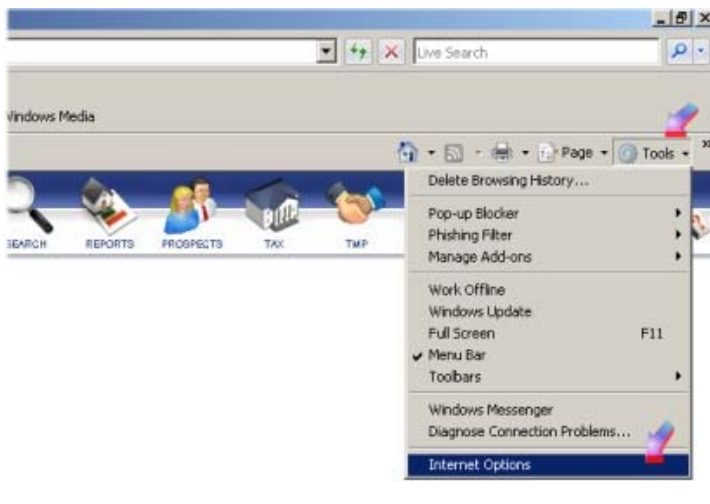 Live Search
Windows Media
Page Tools
SEARCH REPORTS PROSPECTS TAX TMP
Delete Browsing History...
Pop-up Blocker
Phishing Filter
Manage Add-ons
Work Offline
Windows Update
Full Screen F11
Menu Bar
Toolbars
Windows Messenger
Diagnose Connection Problems...
Internet Options